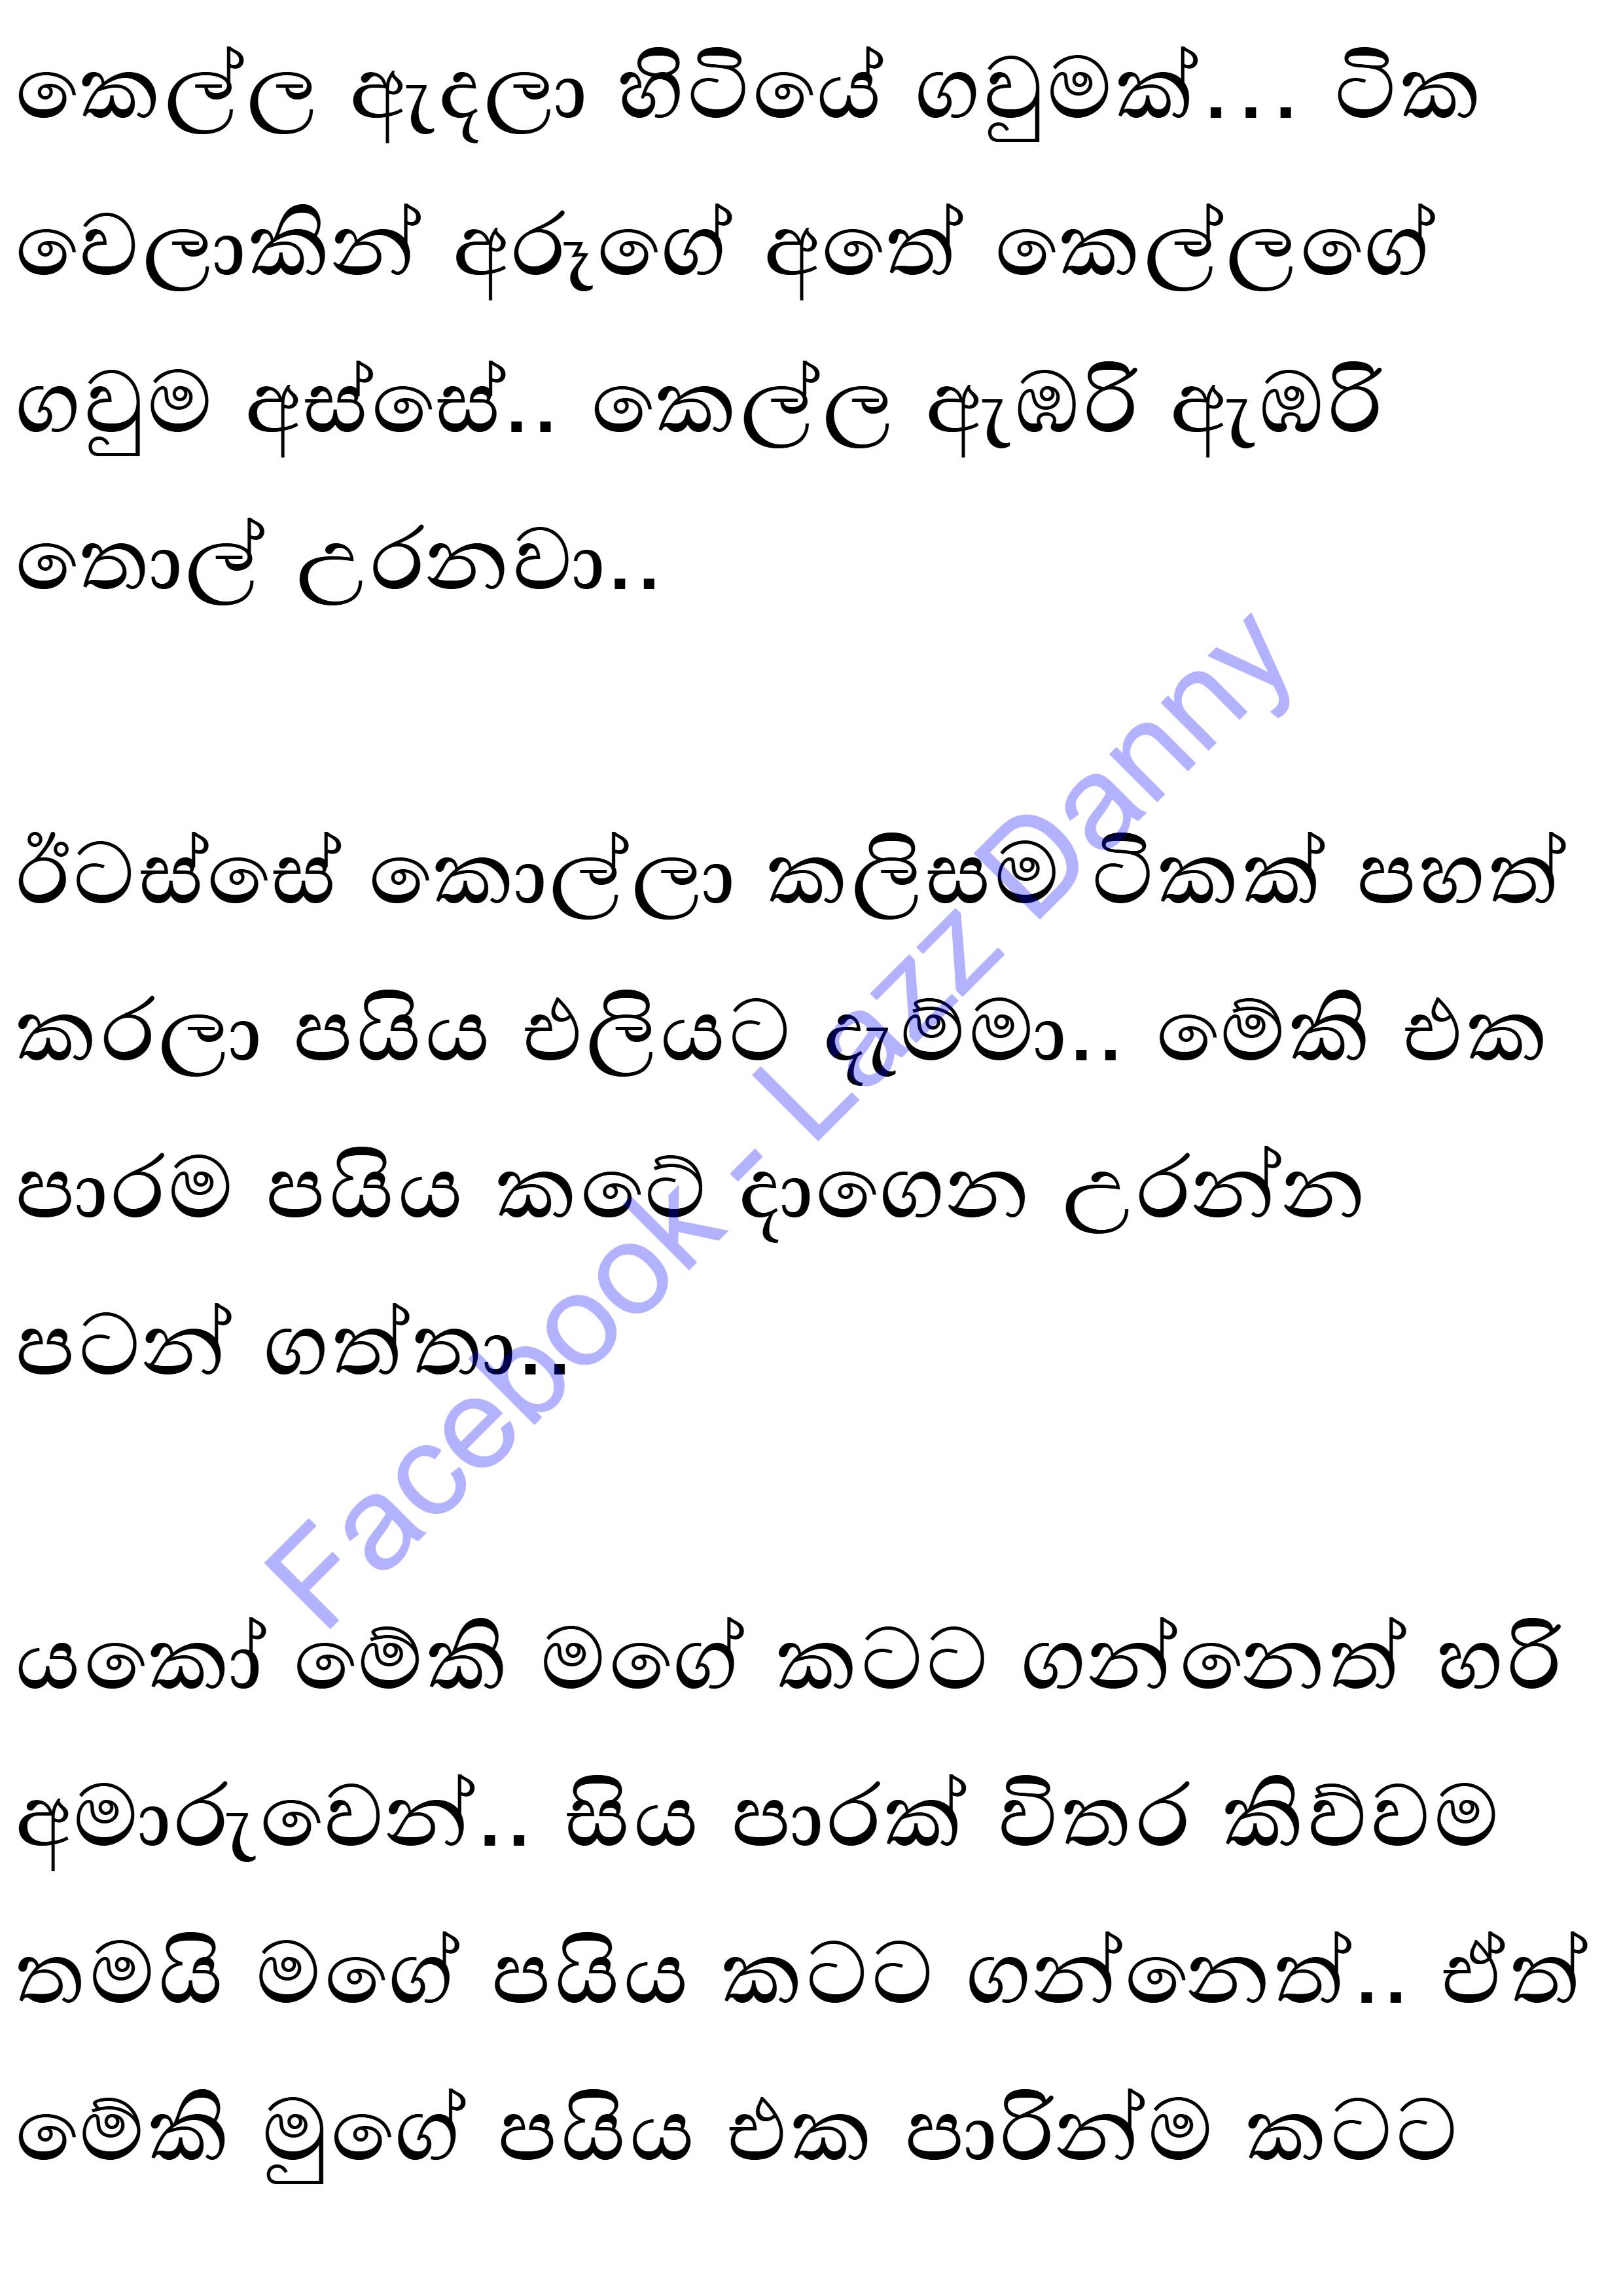 කෙල්ල ඇදලා හිටියේ ගවුමක්... ටික
වෙලාකින් අරූගේ අතේ කෙල්ලගේ
ගවුම අස්සේ.. කෙල්ල ඇඹරි ඇඹරි
තොල් උරනවා..
ඊටස්සේ කොල්ලා කලිසම ටිකක් පහත්
කරලා පයිය එලියට දැම්මා.. මේකි එක
පාරම පයිය කටේ දාගෙන උරන්න
පටන් ගත්තා..
යකෝ මේකි මගේ කටට ගන්නෙත් හරි
අමාරුවෙන්.. සිය පාරක් විතර කිව්වම
තමයි මගේ පයිය කටට ගන්නෙත්.. ඒත්
මේකි මුගේ පයිය එක පාරින්ම කටට
Facebook - Lazz Danny